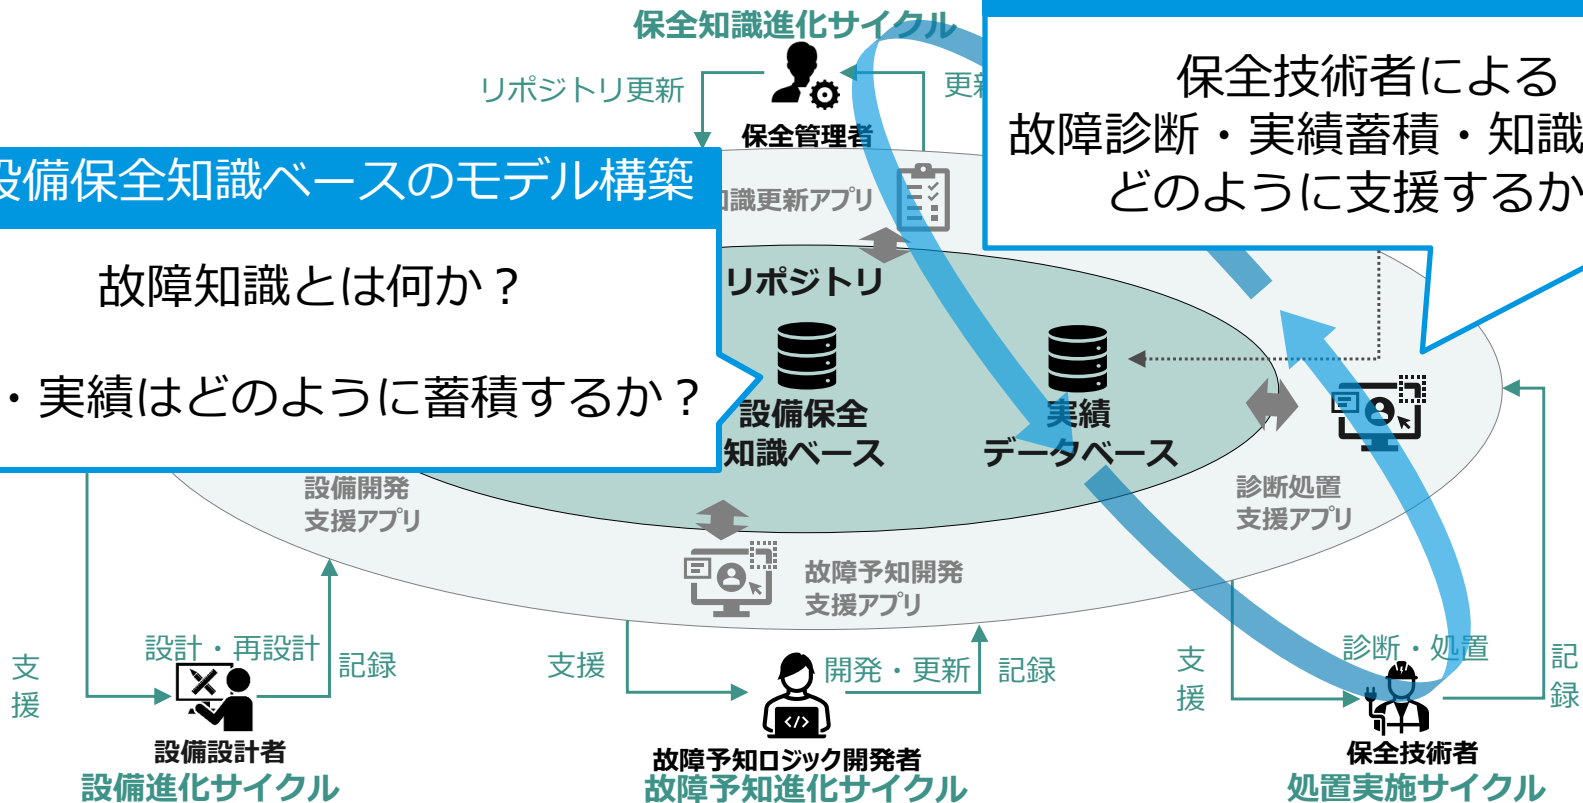 保全知識進化サイクル
リポジトリ更新
更新
保全管理者
保全技術者による
故障診断・実績蓄積・知識
どのように支援するか
設備保全知識ベースのモデル構築
故障知識とは何か？
・実績はどのように蓄積するか？
知識更新アプリ
リポジトリ
設備保全
知識ベース
実績
データベース
設備開発
支援アプリ
診断処置
支援アプリ
故障予知開発
支援アプリ
支援
設計・再設計
記録
支援
開発・更新
記録
支援
診断・処置
記録
設備設計者
設備進化サイクル
故障予知ロジック開発者
故障予知進化サイクル
保全技術者
処置実施サイクル